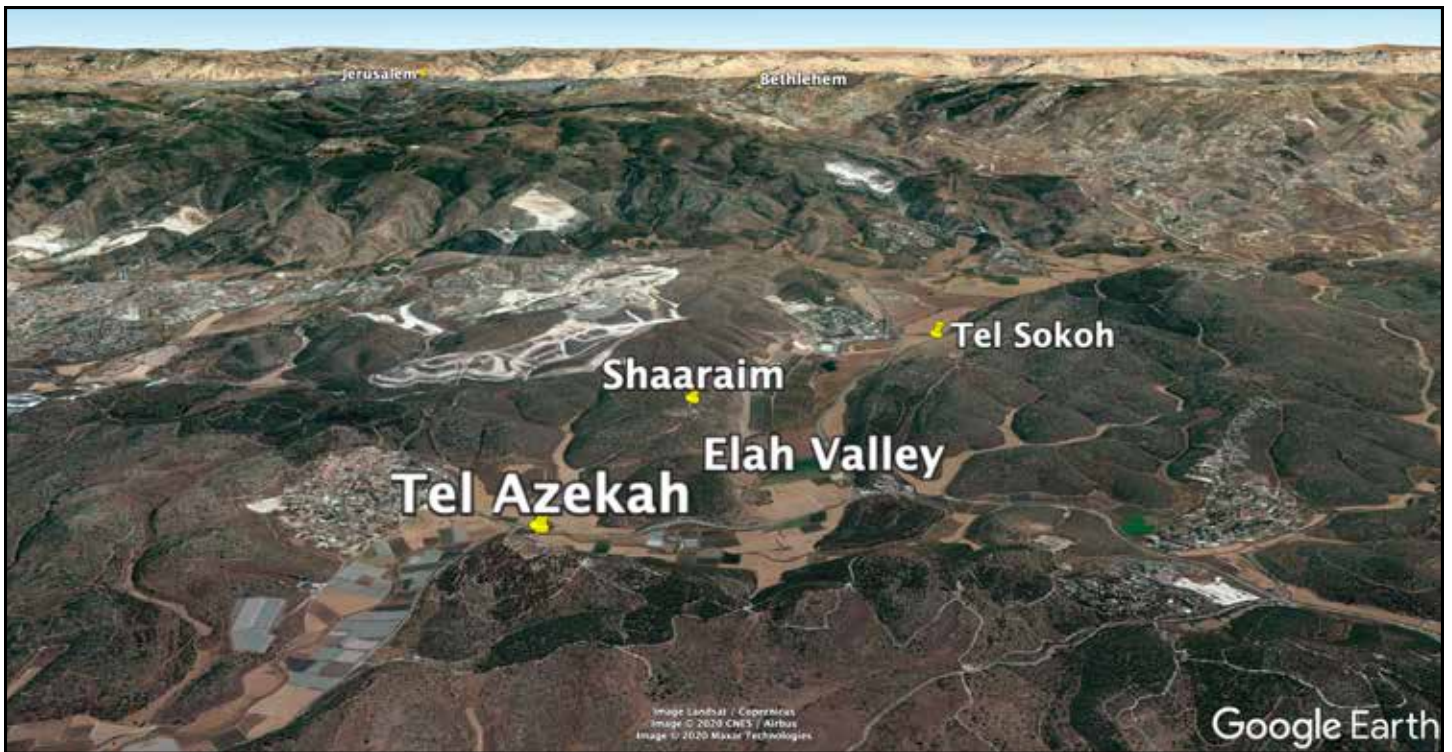 Jerusalem
Bethlehem
Tel Sokoh
Shaaraim
Elah Valley
Tel Azekah
Image Landsat / Copernicus
Image © 2020 CNES / Airbus
Image © 2020 Maxar Technologies
Google Earth